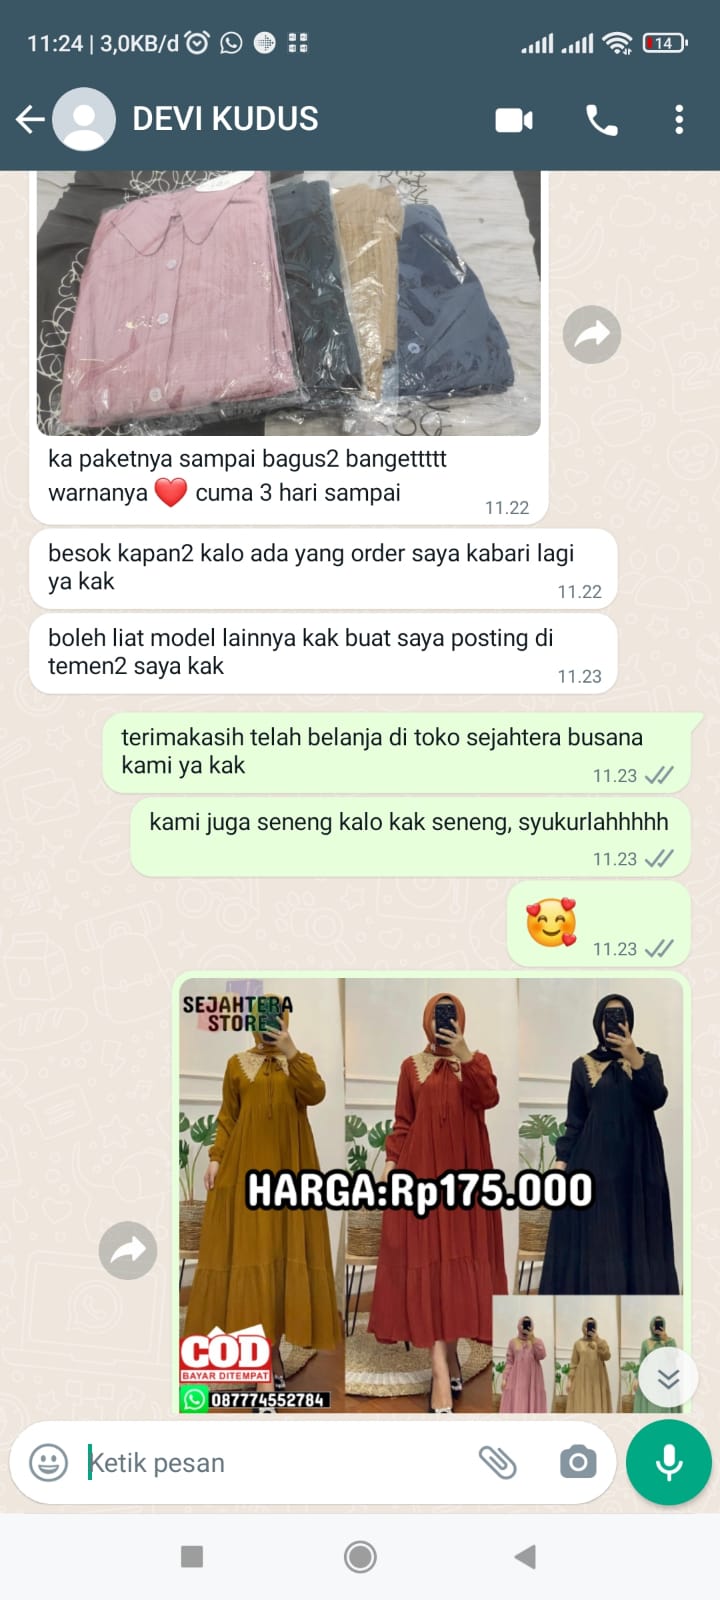 11:24 | 3,0KB/d
14
DEVI KUDUS
ka paketnya sampai bagus2 bangettttt
warnanya ❤️ cuma 3 hari sampai
11.22
besok kapan2 kalo ada yang order saya kabari lagi
ya kak
11.22
boleh liat model lainnya kak buat saya posting di
temen2 saya kak
11.23
terimakasih telah belanja di toko sejahtera busana
kami ya kak
11.23
kami juga seneng kalo kak seneng, syukurlahhhhh
11.23
🥰
11.23
SEJAHTERA
STORE
HARGA:Rp175.000
COD
BAYAR DITEMPAT
087774552784
Ketik pesan